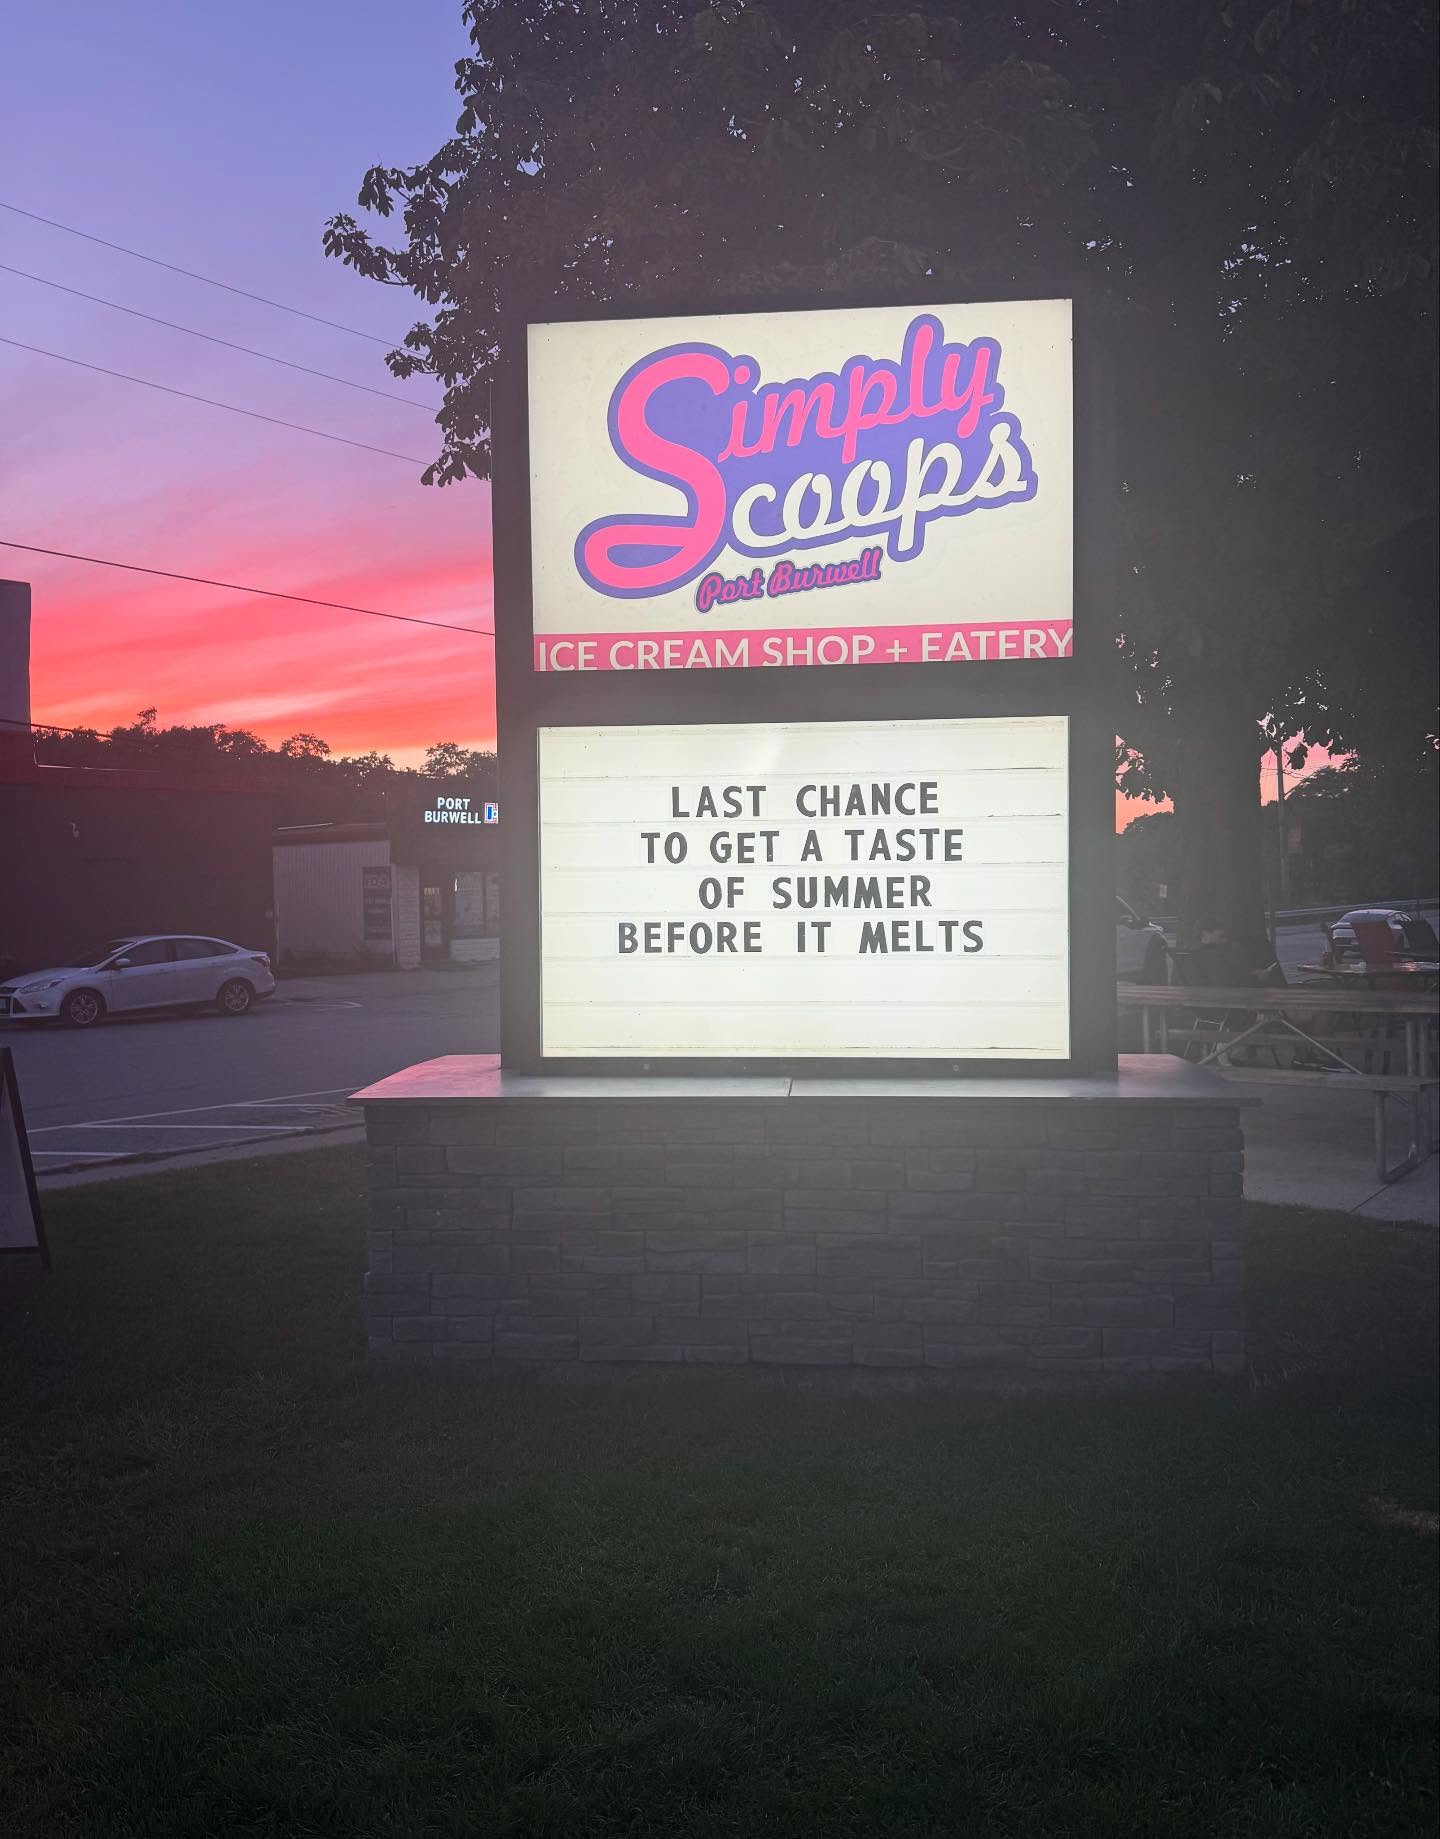 Simply
Scoops
Port Burwell
ICE CREAM SHOP + EATERY
LAST CHANCE
TO GET A TASTE
OF SUMMER
BEFORE IT MELTS
PORT
BURWELL